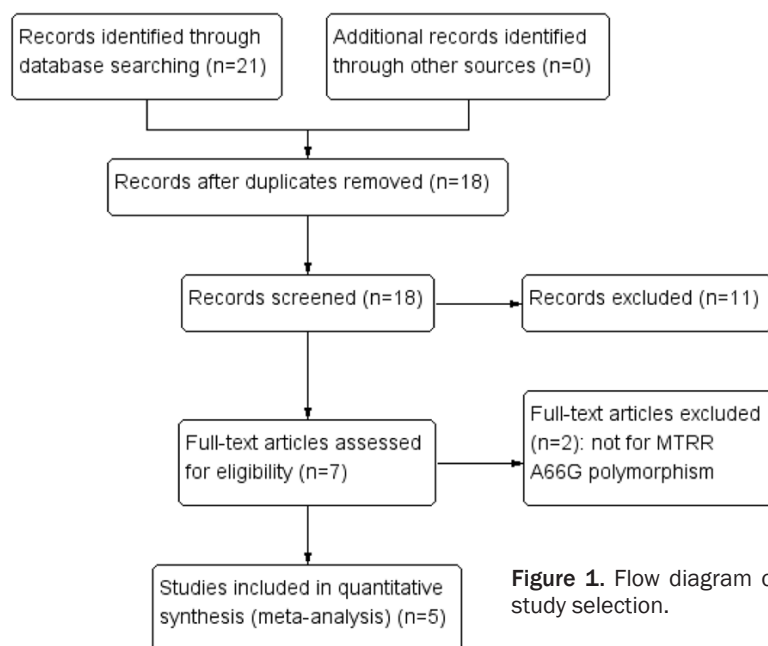 Records identified through
database searching (n=21)
Additional records identified
through other sources (n=0)
Records after duplicates removed (n=18)
Records screened (n=18)
Records excluded (n=11)
Full-text articles assessed
for eligibility (n=7)
Full-text articles excluded
(n=2): not for MTRR
A66G polymorphism
Studies included in quantitative
synthesis (meta-analysis) (n=5)
Figure 1. Flow diagram
study selection.